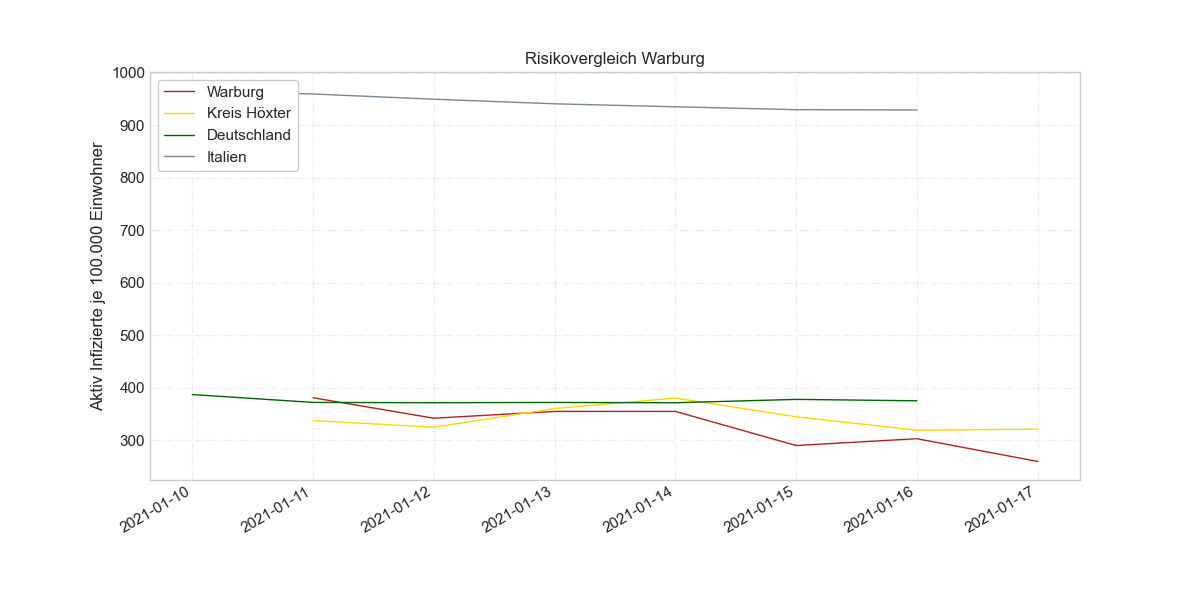 Risikovergleich Warburg
Aktiv Infizierte je 100.000 Einwohner
1000
900
800
700
600
500
400
300
Warburg
Kreis Höxter
Deutschland
Italien
2021-01-10
2021-01-11
2021-01-12
2021-01-13
2021-01-14
2021-01-15
2021-01-16
2021-01-17